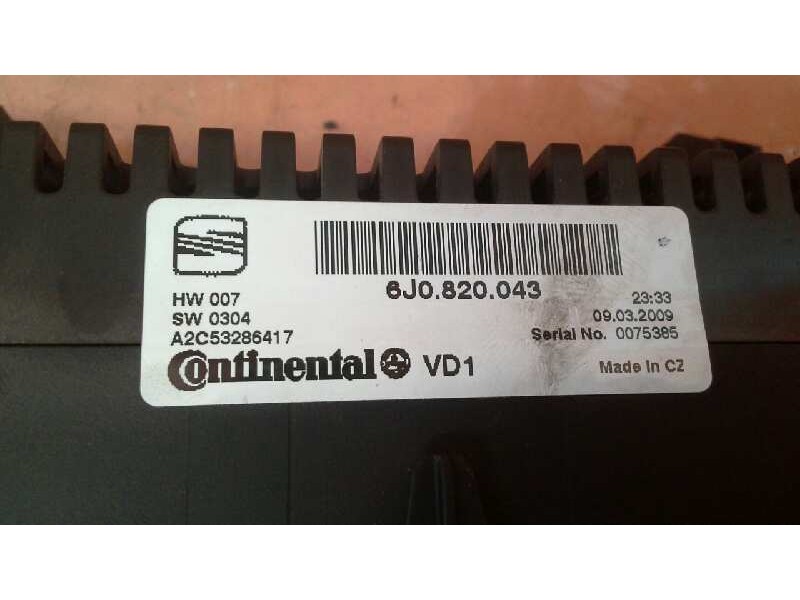 6J0.820.043
HW 007
23:33
SW 0304
09.03.2009
A2C53286417
Serial No. 0075385
Continental VD1
Made in CZ